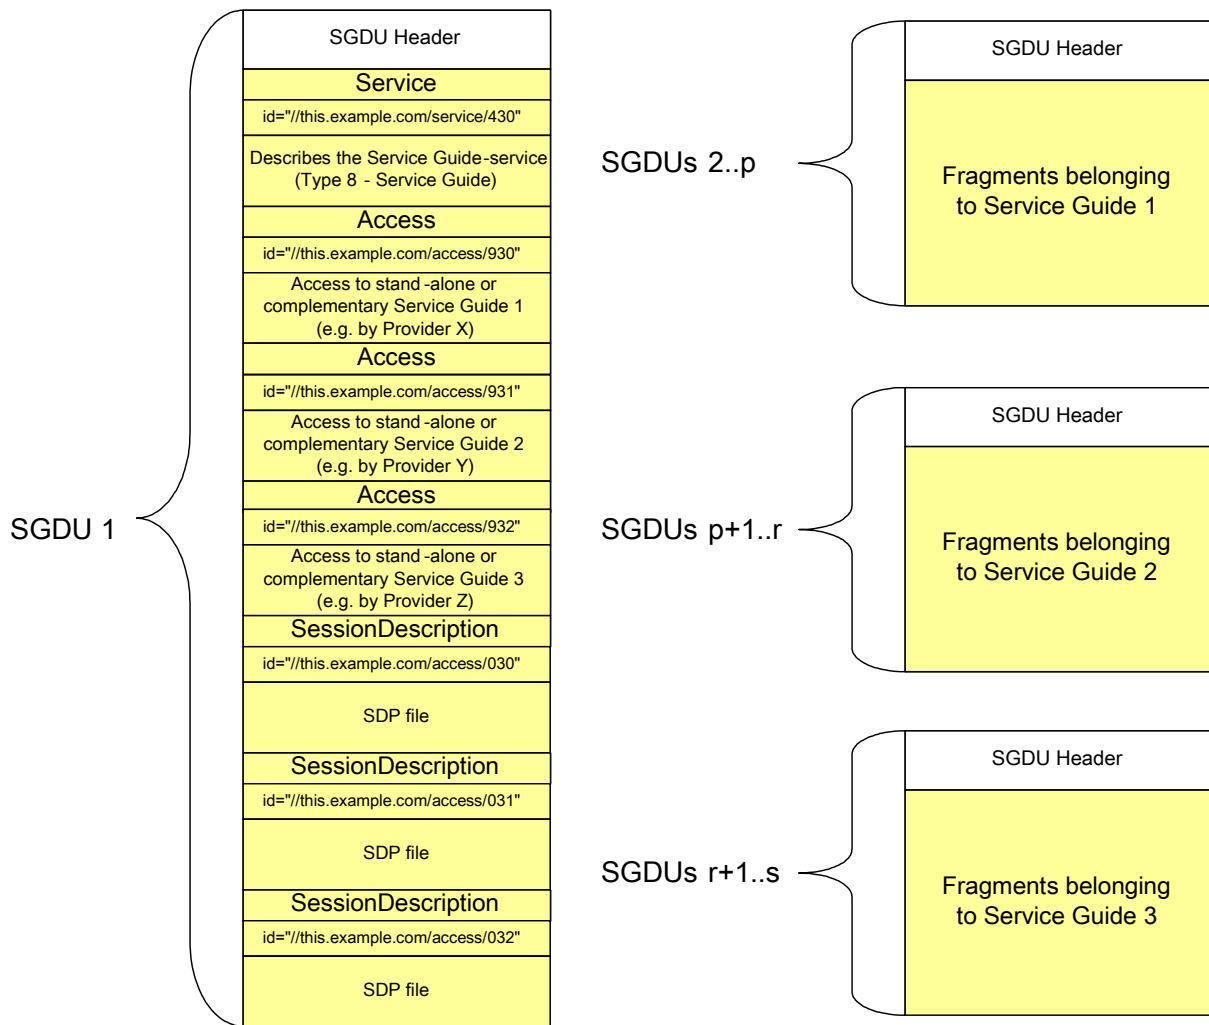 SGDU 1
SGDU Header
Service
id="//this.example.com/service/430"
Describes the Service Guide-service
(Type 8 - Service Guide)
Access
id="//this.example.com/access/930"
Access to stand-alone or
complementary Service Guide 1
(e.g. by Provider X)
Access
id="//this.example.com/access/931"
Access to stand-alone or
complementary Service Guide 2
(e.g. by Provider Y)
Access
id="//this.example.com/access/932"
Access to stand-alone or
complementary Service Guide 3
(e.g. by Provider Z)
SessionDescription
id="//this.example.com/access/030"
SDP file
SessionDescription
id="//this.example.com/access/031"
SDP file
SessionDescription
id="//this.example.com/access/032"
SDP file
SGDUs 2..p
SGDU Header
Fragments belonging
to Service Guide 1
SGDUs p+1..r
SGDU Header
Fragments belonging
to Service Guide 2
SGDUs r+1..s
SGDU Header
Fragments belonging
to Service Guide 3